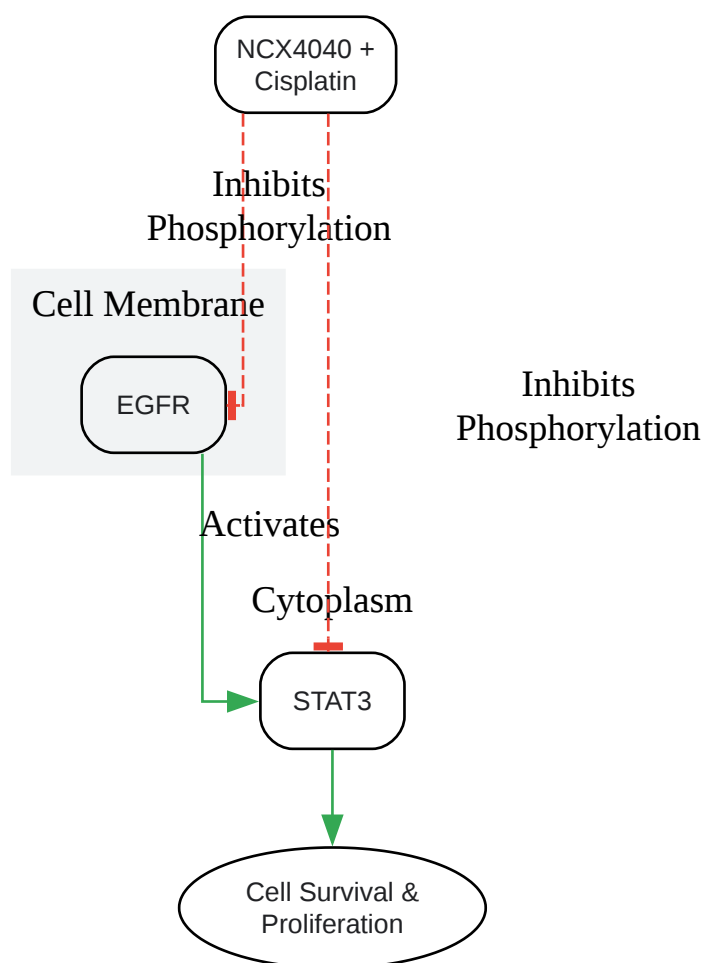 NCX4040 +
Cisplatin
Inhibits
Phosphorylation
Cell Membrane
EGFR
Inhibits
Phosphorylation
Activates
Cytoplasm
STAT3
Cell Survival &
Proliferation